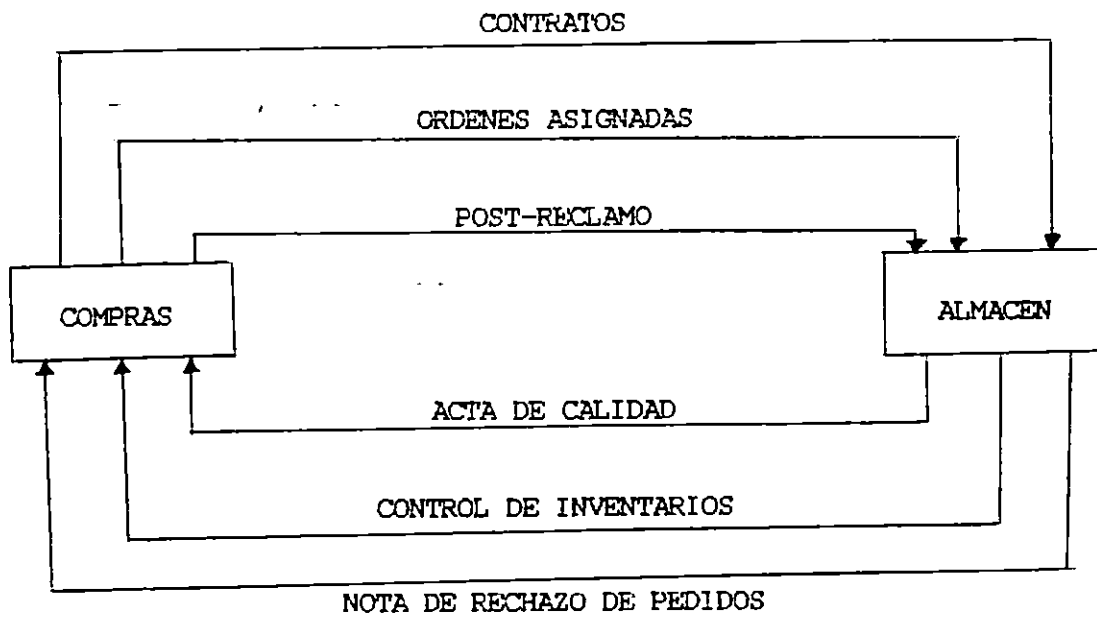 CONTRATOS
ORDENES ASIGNADAS
POST-RECLAMO
COMPRAS
ALMACEN
ACTA DE CALIDAD
CONTROL DE INVENTARIOS
NOTA DE RECHAZO DE PEDIDOS